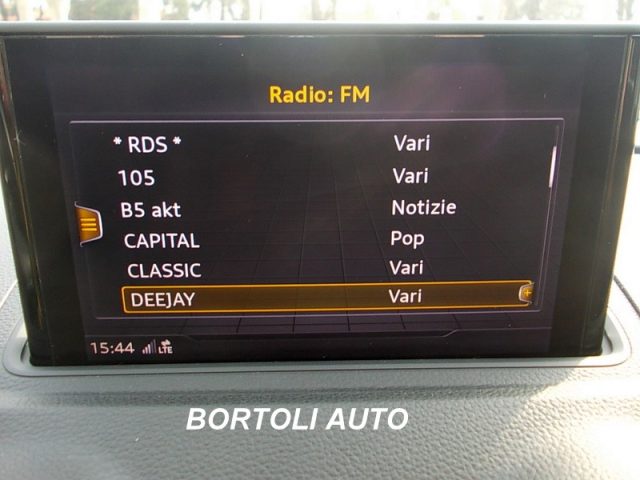 Radio: FM
* RDS * Vari
105 Vari
B5 akt Notizie
CAPITAL Pop
CLASSIC Vari
DEEJAY Vari
15:44 LTE
BORTOLI AUTO